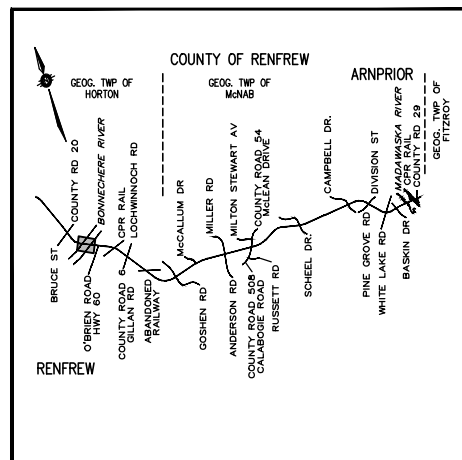 COUNTY OF RENFREW
ARNPRIOR
GEOG. TWP OF
HORTON
GEOG. TWP OF
McNAB
GEOG. TWP OF
FITZROY
COUNTY RD 20
BONNECHERE RIVER
CPR RAIL
LOCHWINNOCH RD
McCALLUM DR
MILLER RD
MILTON STEWART AV
COUNTY ROAD 54
McLEAN DRIVE
CAMPBELL DR.
DIVISION ST
MADAWASKA RIVER
CPR RAIL
COUNTY RD 29
BRUCE ST
O'BRIEN ROAD
HWY 60
COUNTY ROAD 6
GILLAN RD
ABANDONED
RAILWAY
GOSHEN RD
ANDERSON RD
COUNTY ROAD 508
CALABOGIE ROAD
RUSSETT RD
SCHEEL DR.
PINE GROVE RD
WHITE LAKE RD
BASKIN DR
RENFREW